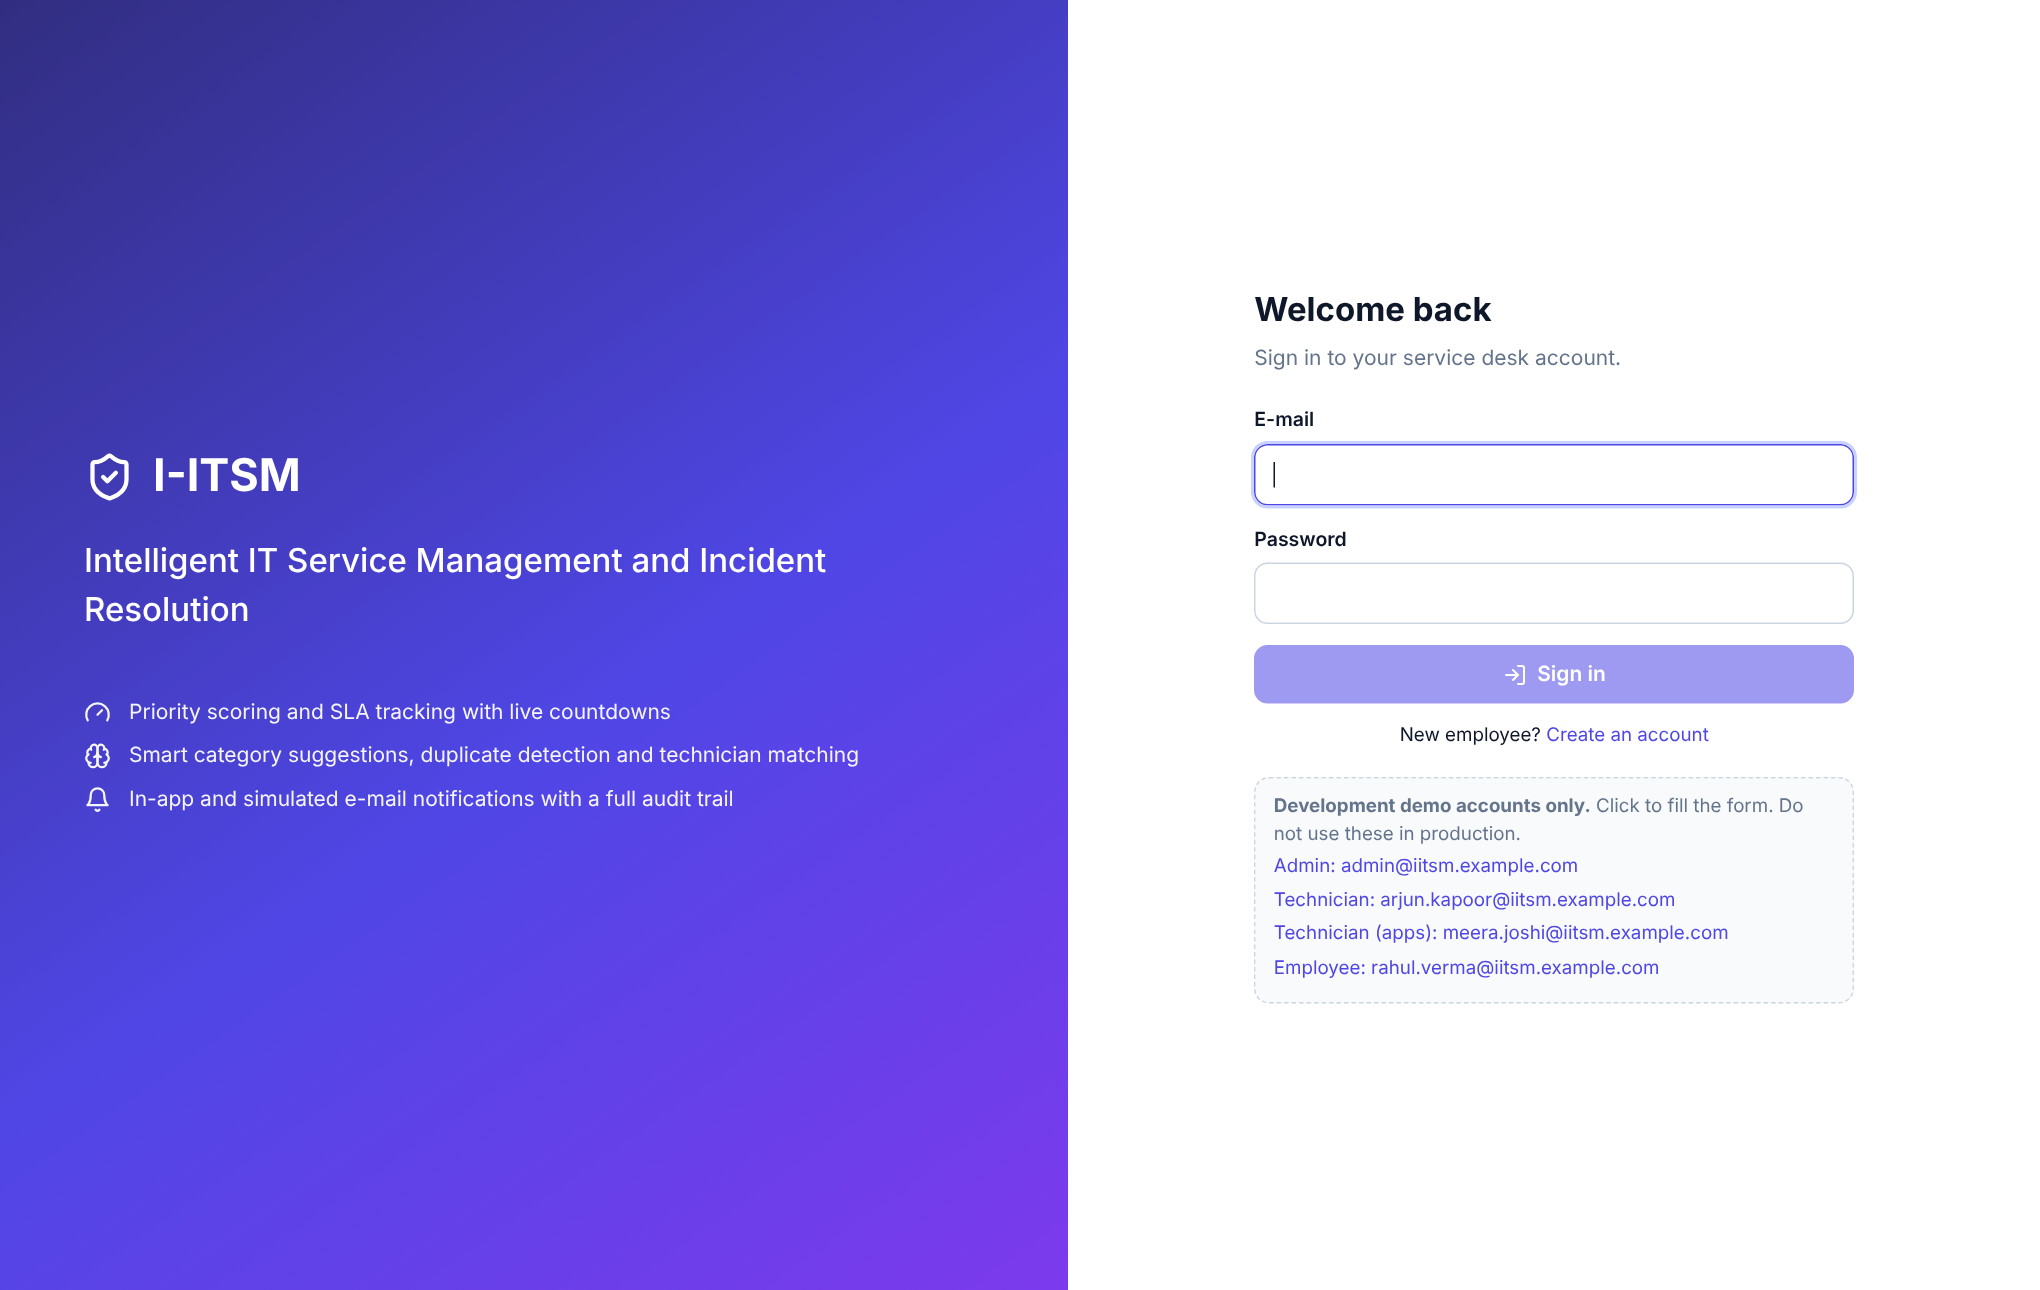 I-ITSM
Intelligent IT Service Management and Incident
Resolution
Priority scoring and SLA tracking with live countdowns
Smart category suggestions, duplicate detection and technician matching
In-app and simulated e-mail notifications with a full audit trail
Welcome back
Sign in to your service desk account.
E-mail
Password
Sign in
New employee? Create an account
Development demo accounts only. Click to fill the form. Do
not use these in production.
Admin: admin@iitsm.example.com
Technician: arjun.kapoor@iitsm.example.com
Technician (apps): meera.joshi@iitsm.example.com
Employee: rahul.verma@iitsm.example.com